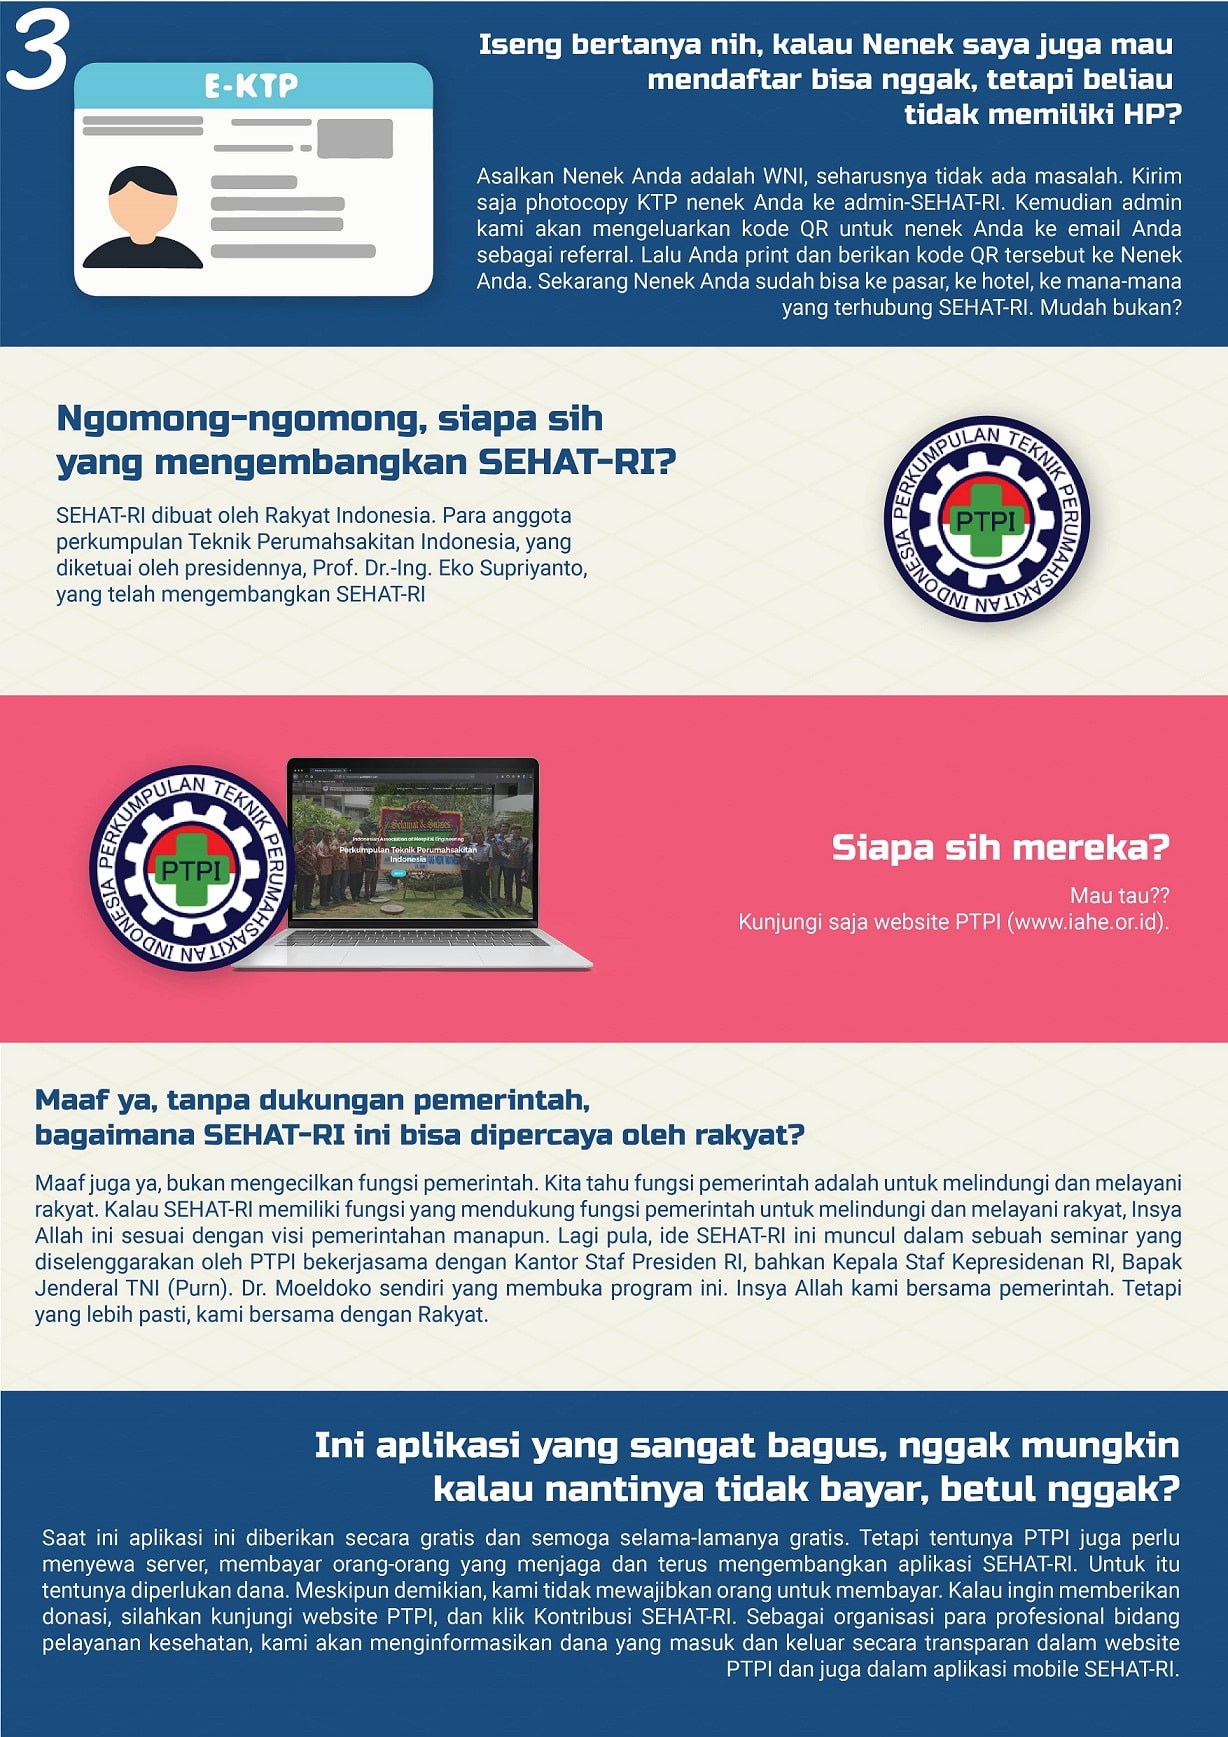 3
E-KTP
Iseng bertanya nih, kalau Nenek saya juga mau
mendaftar bisa nggak, tetapi beliau
tidak memiliki HP?
Asalkan Nenek Anda adalah WNI, seharusnya tidak ada masalah. Kirim
saja photocopy KTP nenek Anda ke admin-SEHAT-RI. Kemudian admin
kami akan mengeluarkan kode QR untuk nenek Anda ke email Anda
sebagai referral. Lalu Anda print dan berikan kode QR tersebut ke Nenek
Anda. Sekarang Nenek Anda sudah bisa ke pasar, ke hotel, ke mana-mana
yang terhubung SEHAT-RI. Mudah bukan?
Ngomong-ngomong, siapa sih
yang mengembangkan SEHAT-RI?
SEHAT-RI dibuat oleh Rakyat Indonesia. Para anggota
perkumpulan Teknik Perumahsakitan Indonesia, yang
diketuai oleh presidennya, Prof. Dr.-Ing. Eko Supriyanto,
yang telah mengembangkan SEHAT-RI
PERKUMPULAN TEKNIK PERUMAHSAKITAN INDONESIA
PTPI
PERKUMPULAN TEKNIK PERUMAHSAKITAN INDONESIA
PTPI
Selamat & Sukses
Indonesian Association of Hospital Engineering
Perkumpulan Teknik Perumahsakitan
Indonesia
Siapa sih mereka?
Mau tau??
Kunjungi saja website PTPI (www.iahe.or.id).
Maaf ya, tanpa dukungan pemerintah,
bagaimana SEHAT-RI ini bisa dipercaya oleh rakyat?
Maaf juga ya, bukan mengecilkan fungsi pemerintah. Kita tahu fungsi pemerintah adalah untuk melindungi dan melayani
rakyat. Kalau SEHAT-RI memiliki fungsi yang mendukung fungsi pemerintah untuk melindungi dan melayani rakyat, Insya
Allah ini sesuai dengan visi pemerintahan manapun. Lagi pula, ide SEHAT-RI ini muncul dalam sebuah seminar yang
diselenggarakan oleh PTPI bekerjasama dengan Kantor Staf Presiden RI, bahkan Kepala Staf Kepresidenan RI, Bapak
Jenderal TNI (Purn). Dr. Moeldoko sendiri yang membuka program ini. Insya Allah kami bersama pemerintah. Tetapi
yang lebih pasti, kami bersama dengan Rakyat.
Ini aplikasi yang sangat bagus, nggak mungkin
kalau nantinya tidak bayar, betul nggak?
Saat ini aplikasi ini diberikan secara gratis dan semoga selama-lamanya gratis. Tetapi tentunya PTPI juga perlu
menyewa server, membayar orang-orang yang menjaga dan terus mengembangkan aplikasi SEHAT-RI. Untuk itu
tentunya diperlukan dana. Meskipun demikian, kami tidak mewajibkan orang untuk membayar. Kalau ingin memberikan
donasi, silahkan kunjungi website PTPI, dan klik Kontribusi SEHAT-RI. Sebagai organisasi para profesional bidang
pelayanan kesehatan, kami akan menginformasikan dana yang masuk dan keluar secara transparan dalam website
PTPI dan juga dalam aplikasi mobile SEHAT-RI.